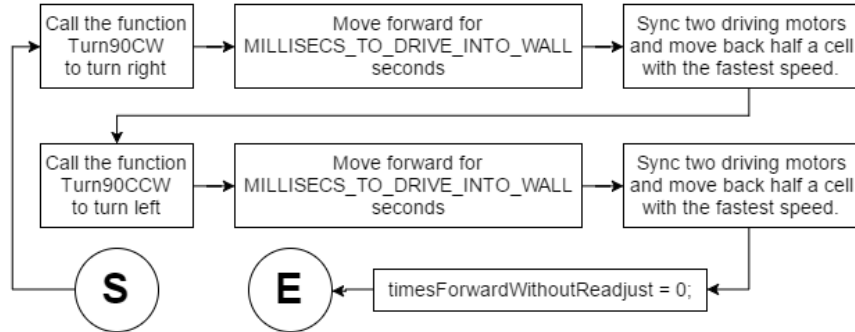 Call the function
Turn90CW
to turn right
Move forward for
MILLISECS_TO_DRIVE_INTO_WALL
seconds
Sync two driving motors
and move back half a cell
with the fastest speed.
Call the function
Turn90CCW
to turn left
Move forward for
MILLISECS_TO_DRIVE_INTO_WALL
seconds
Sync two driving motors
and move back half a cell
with the fastest speed.
S
E
timesForwardWithoutReadjust = 0;